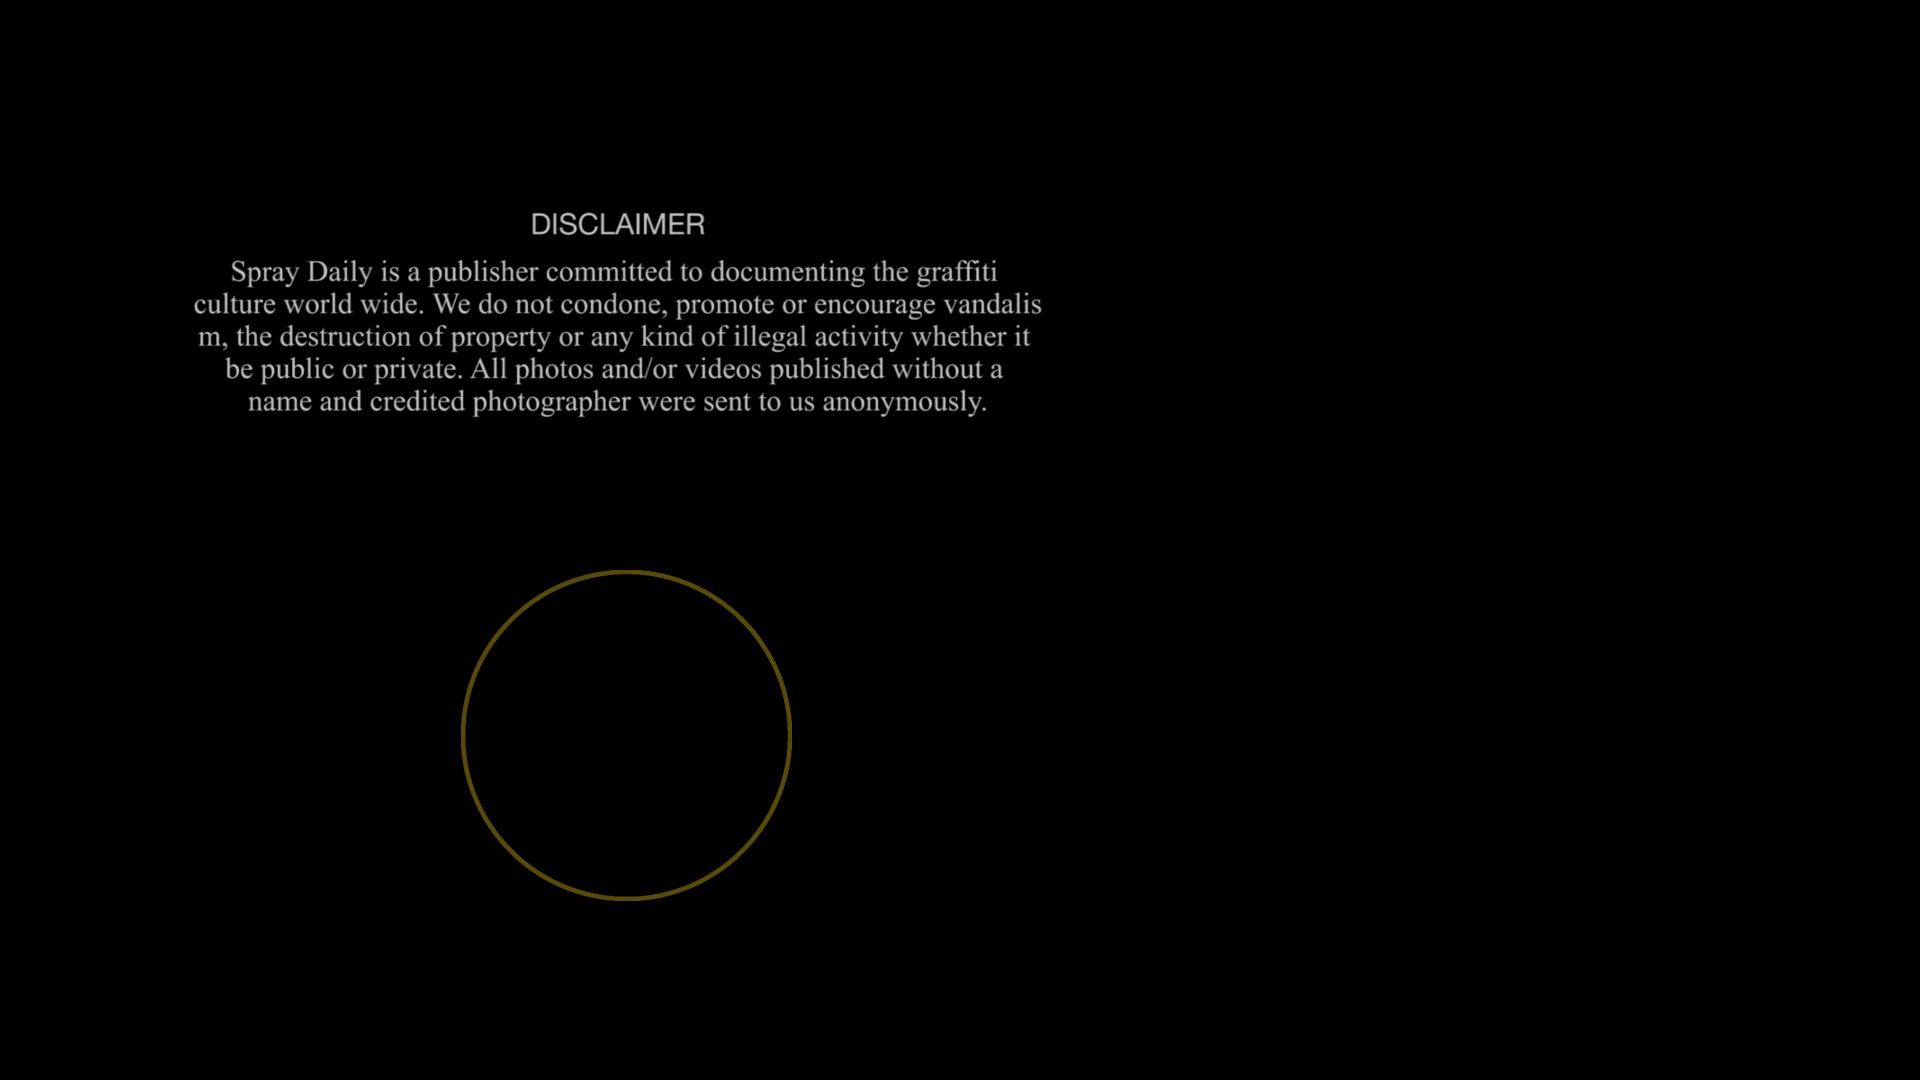 DISCLAIMER
Spray Daily is a publisher committed to documenting the graffiti
culture world wide. We do not condone, promote or encourage vandalis
m, the destruction of property or any kind of illegal activity whether it
be public or private. All photos and/or videos published without a
name and credited photographer were sent to us anonymously.